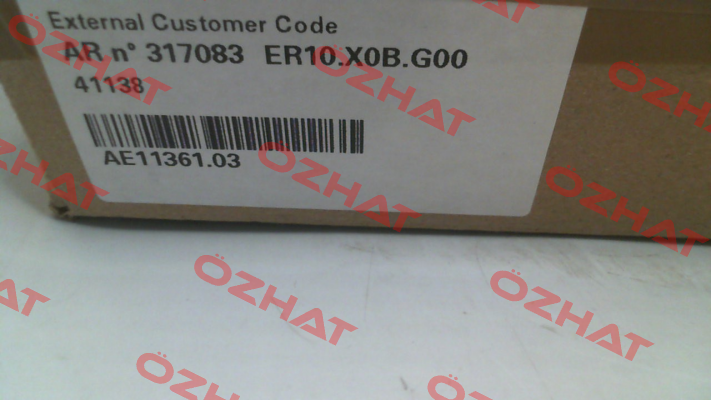 External Customer Code
AR n° 317083 ER10.X0B.G00
41138
AE11361.03
ÖZHAT
ÖZHAT
ÖZHAT
ÖZHAT
ÖZHAT
ÖZHAT
ÖZHAT
ÖZHAT